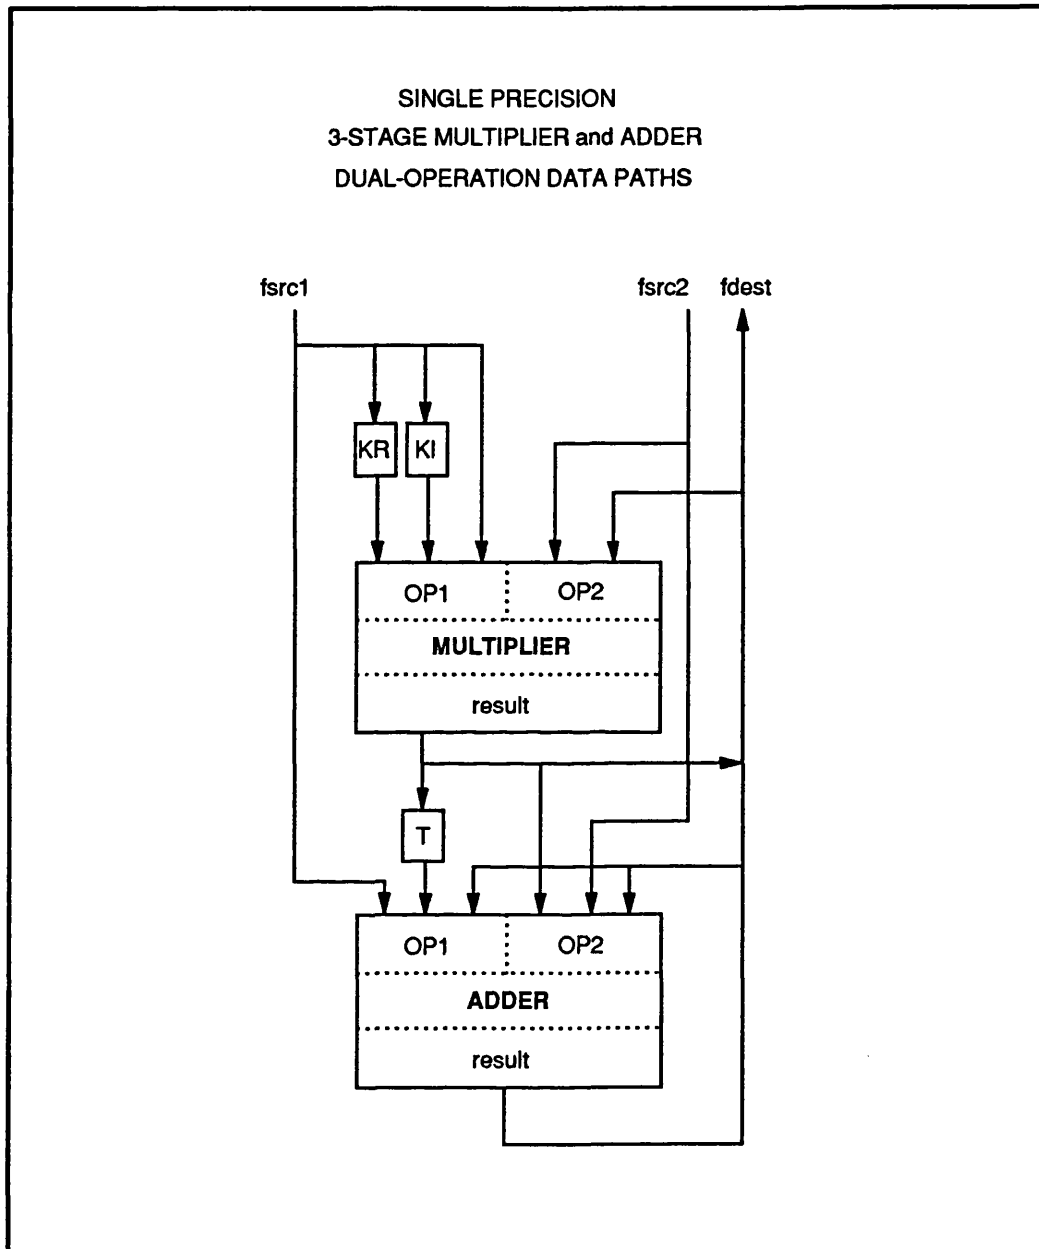 SINGLE PRECISION
3-STAGE MULTIPLIER and ADDER
DUAL-OPERATION DATA PATHS
fsrc1 fsrc2 fdest
KR KI
OP1 OP2
MULTIPLIER
result
T
OP1 OP2
ADDER
result